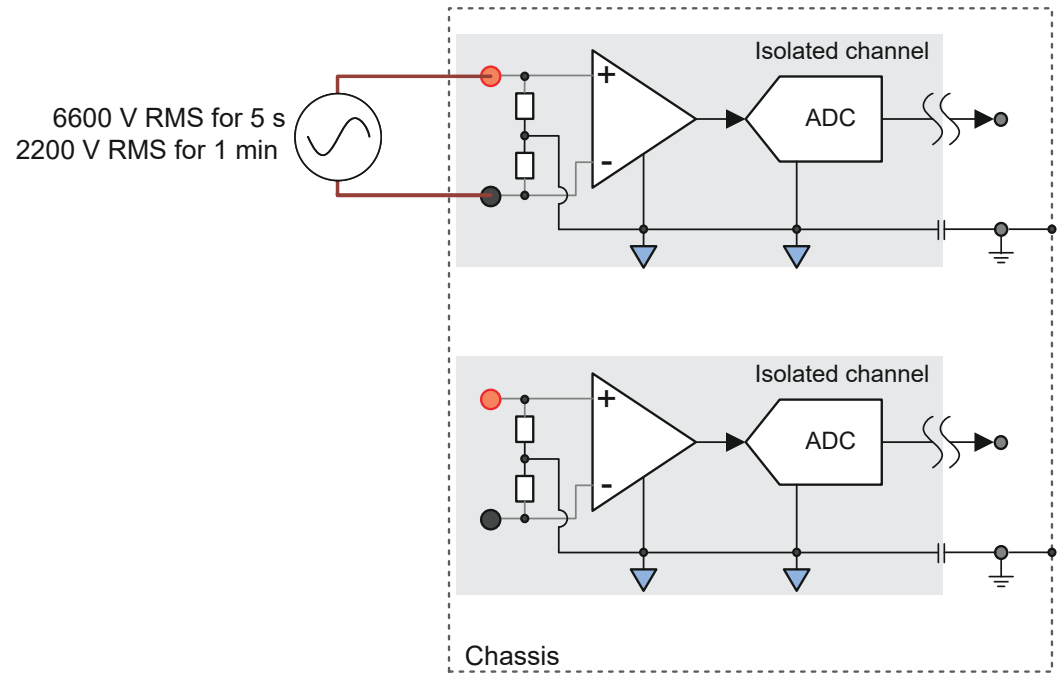 Isolated channel
6600 V RMS for 5 s
2200 V RMS for 1 min
+
-
ADC
Isolated channel
+
-
ADC
Chassis